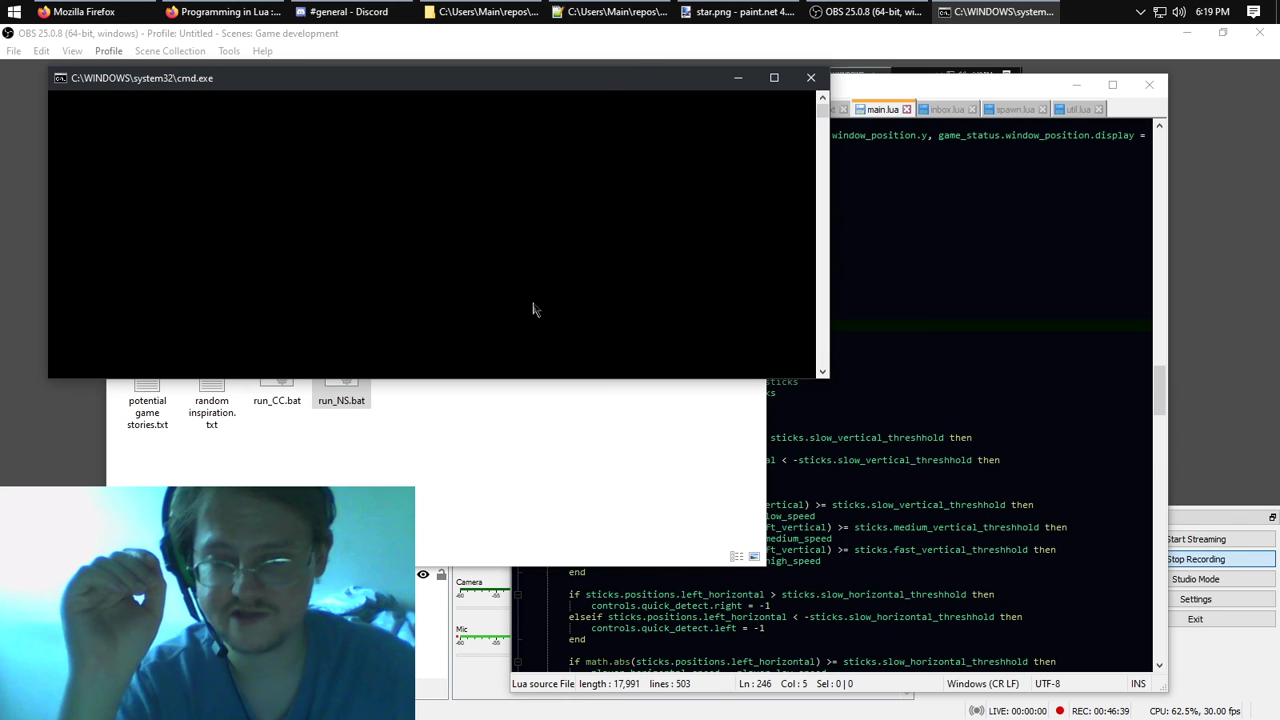 Mozilla Firefox
Programming in Lua :...
#general - Discord
C:\Users\Main\repos\...
C:\Users\Main\repos\...
star.png - paint.net 4....
OBS 25.0.8 (64-bit, win...
C:\WINDOWS\system...
6:19 PM
OBS 25.0.8 (64-bit, windows) - Profile: Untitled - Scenes: Game development
File Edit View Profile Scene Collection Tools Help
C:\WINDOWS\system32\cmd.exe
main.lua inbox.lua spawn.lua util.lua
window_position.y, game_status.window_position.display =
sticks
ks
sticks.slow_vertical_threshhold then
al < -sticks.slow_vertical_threshhold then
vertical) >= sticks.slow_vertical_threshhold then
low_speed
ft_vertical) >= sticks.medium_vertical_threshhold then
medium_speed
ft_vertical) >= sticks.fast_vertical_threshhold then
high_speed
end
if sticks.positions.left_horizontal > sticks.slow_horizontal_threshhold then
controls.quick_detect.right = -1
elseif sticks.positions.left_horizontal < -sticks.slow_horizontal_threshhold then
controls.quick_detect.left = -1
end
if math.abs(sticks.positions.left_horizontal) >= sticks.slow_horizontal_threshhold then
potential game stories.txt
random inspiration.txt
run_CC.bat
run_NS.bat
Camera
-60 -55
Mic
-60 -55
Start Streaming
Stop Recording
Studio Mode
Settings
Exit
Lua source File length : 17,991 lines : 503 Ln : 246 Col : 5 Sel : 0 | 0 Windows (CR LF) UTF-8 INS
LIVE: 00:00:00 REC: 00:46:39 CPU: 62.5%, 30.00 fps